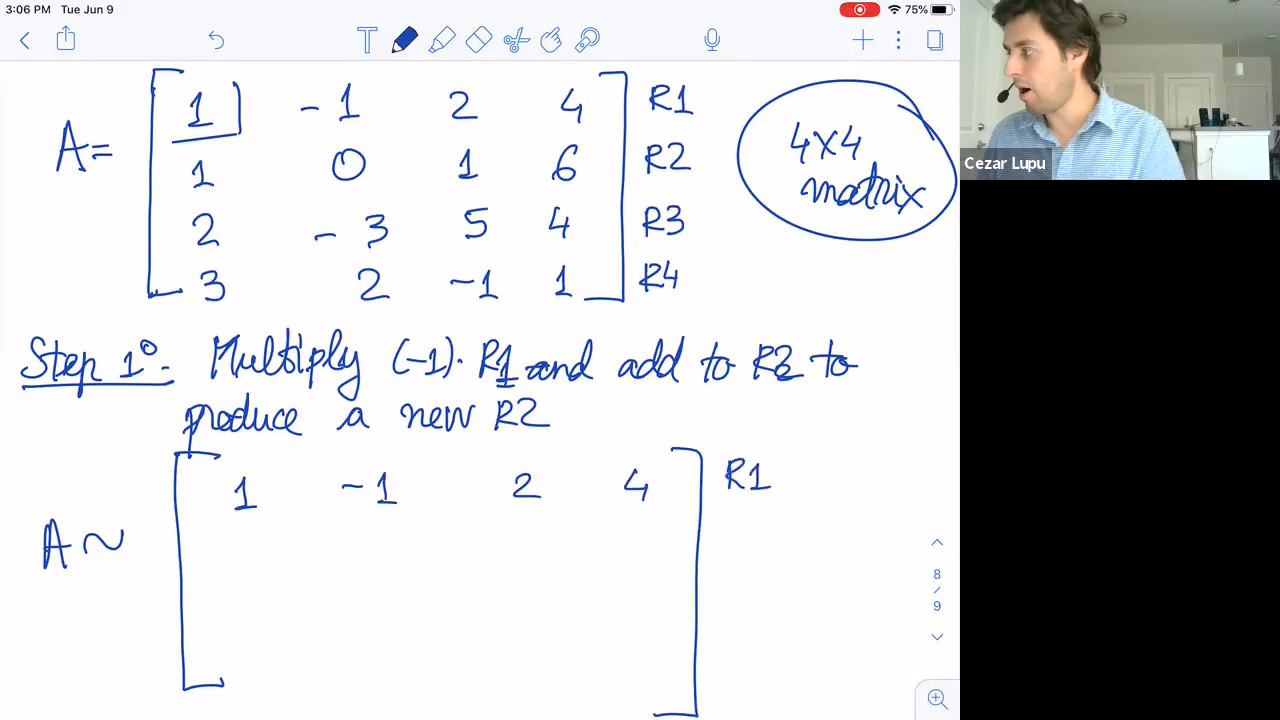 3:06 PM Tue Jun 9
75%
T
A= [ 1 -1 2 4 ] R1
1 0 1 6 R2
2 -3 5 4 R3
3 2 -1 1 R4
4x4
matrix
Cezar Lupu
Step 1°. Multiply (-1)· R1 and add to R2 to
produce a new R2
1 -1 2 4 R1
A ~
8
/
9